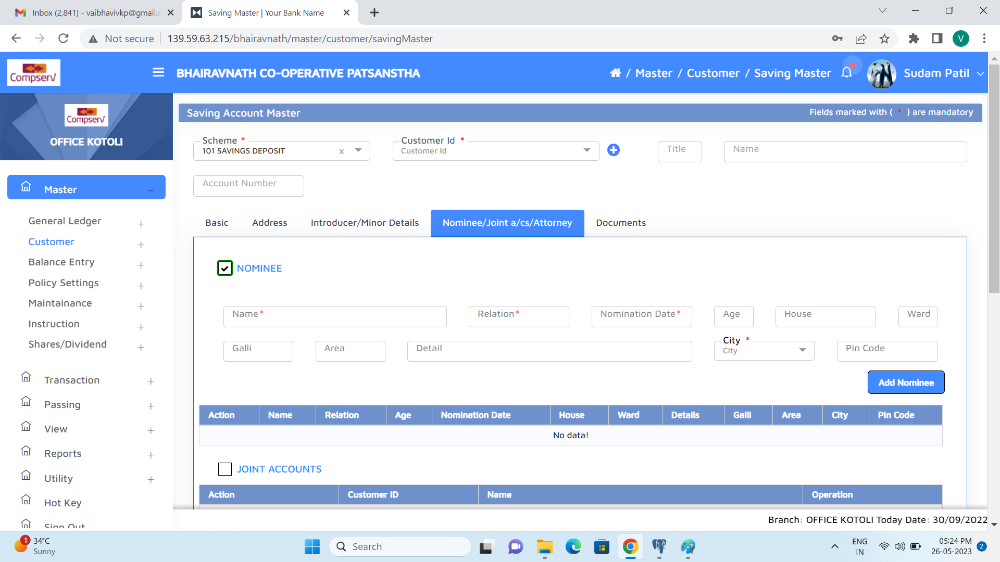 Inbox (2,841) - vaibhavivkp@gmail.c
Saving Master | Your Bank Name
Not secure
139.59.63.215/bhairavnath/master/customer/savingMaster
V
Compserv
BHAIRAVNATH CO-OPERATIVE PATSANSTHA
/ Master / Customer / Saving Master
Sudam Patil
Compserv
OFFICE KOTOLI
Saving Account Master
Fields marked with ( * ) are mandatory
Scheme *
101 SAVINGS DEPOSIT
x
Customer Id *
Customer Id
Title
Name
Account Number
Master
General Ledger
Customer
Balance Entry
Policy Settings
Maintainance
Instruction
Shares/Dividend
Transaction
Passing
View
Reports
Utility
Hot Key
Sign Out
Basic
Address
Introducer/Minor Details
Nominee/Joint a/cs/Attorney
Documents
NOMINEE
Name*
Relation*
Nomination Date*
Age
House
Ward
Galli
Area
Detail
City *
City
Pin Code
Add Nominee
Action Name Relation Age Nomination Date House Ward Details Galli Area City Pin Code
No data!
JOINT ACCOUNTS
Action Customer ID Name Operation
Branch: OFFICE KOTOLI Today Date: 30/09/2022
1
34°C
Sunny
Search
ENG
IN
05:24 PM
26-05-2023
2